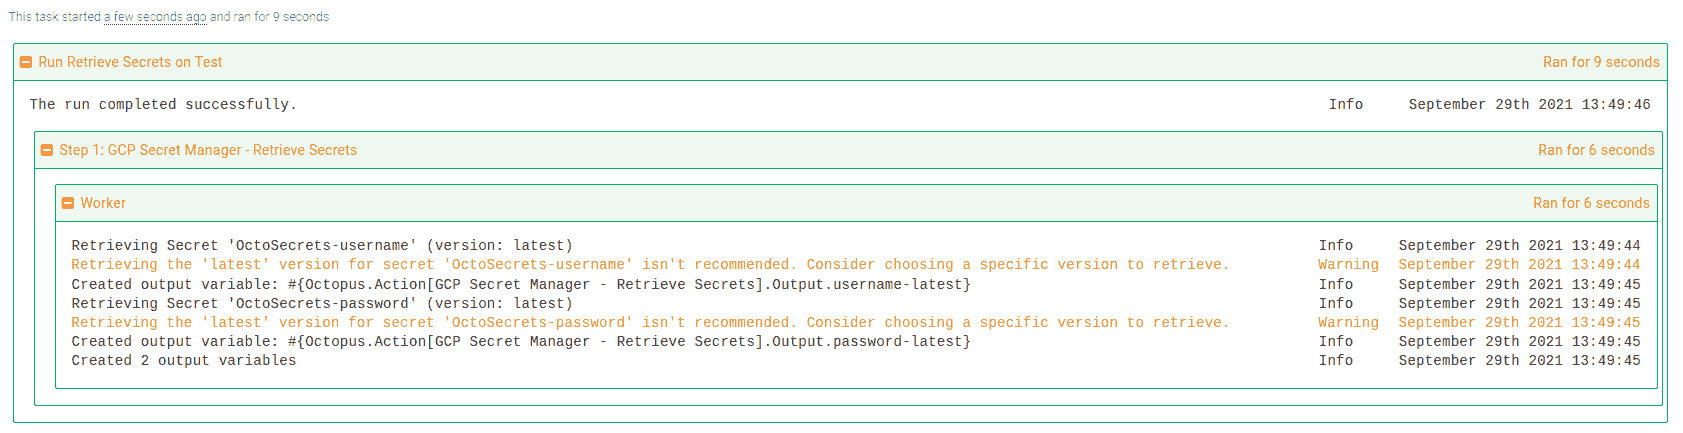 This task started a few seconds ago and ran for 9 seconds
Run Retrieve Secrets on Test Ran for 9 seconds
The run completed successfully. Info September 29th 2021 13:49:46
Step 1: GCP Secret Manager - Retrieve Secrets Ran for 6 seconds
Worker Ran for 6 seconds
Retrieving Secret 'OctoSecrets-username' (version: latest) Info September 29th 2021 13:49:44
Retrieving the 'latest' version for secret 'OctoSecrets-username' isn't recommended. Consider choosing a specific version to retrieve. Warning September 29th 2021 13:49:44
Created output variable: #{Octopus.Action[GCP Secret Manager - Retrieve Secrets].Output.username-latest} Info September 29th 2021 13:49:45
Retrieving Secret 'OctoSecrets-password' (version: latest) Info September 29th 2021 13:49:45
Retrieving the 'latest' version for secret 'OctoSecrets-password' isn't recommended. Consider choosing a specific version to retrieve. Warning September 29th 2021 13:49:45
Created output variable: #{Octopus.Action[GCP Secret Manager - Retrieve Secrets].Output.password-latest} Info September 29th 2021 13:49:45
Created 2 output variables Info September 29th 2021 13:49:45